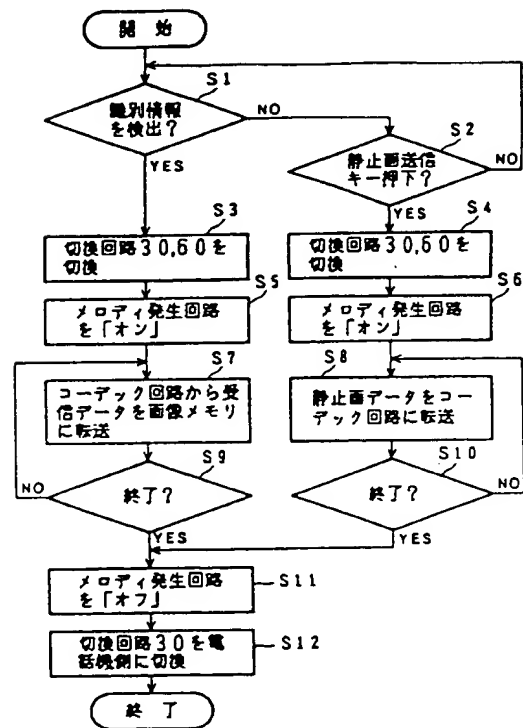 開始
S1
識別情報
を検出?
NO
S2
YES
静止画送信
キー押下?
NO
YES
S3
S4
切換回路30,60を
切換
切換回路30,60を
切換
S5
S6
メロディ発生回路
を「オン」
メロディ発生回路
を「オン」
S7
S8
コーデック回路から受
信データを画像メモリ
に転送
静止画データをコー
デック回路に転送
S9
S10
終了?
NO
終了?
NO
YES
YES
メロディ発生回路
を「オフ」
S11
切換回路30を電
話機側に切換
S12
終了